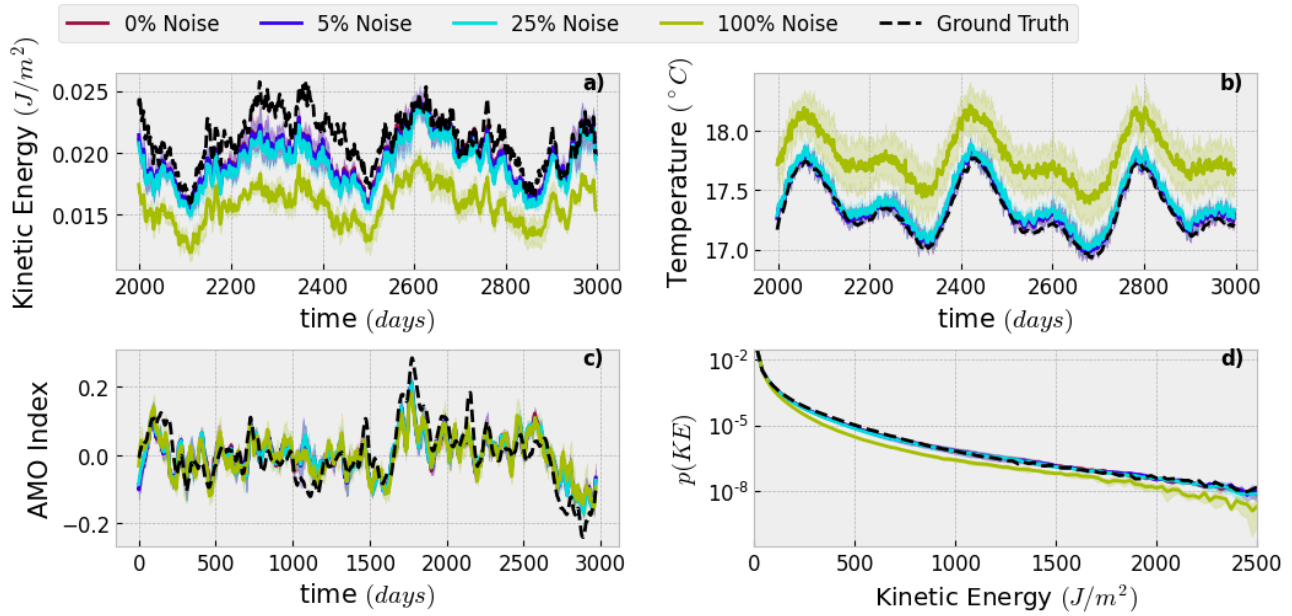 0% Noise 5% Noise 25% Noise 100% Noise Ground Truth
a)
Kinetic Energy (J/m²)
0.025
0.020
0.015
2000 2200 2400 2600 2800 3000
time (days)
b)
Temperature (°C)
18.0
17.5
17.0
2000 2200 2400 2600 2800 3000
time (days)
c)
AMO Index
0.2
0.0
−0.2
0 500 1000 1500 2000 2500 3000
time (days)
d)
p(KE)
10⁻²
10⁻⁵
10⁻⁸
0 500 1000 1500 2000 2500
Kinetic Energy (J/m²)